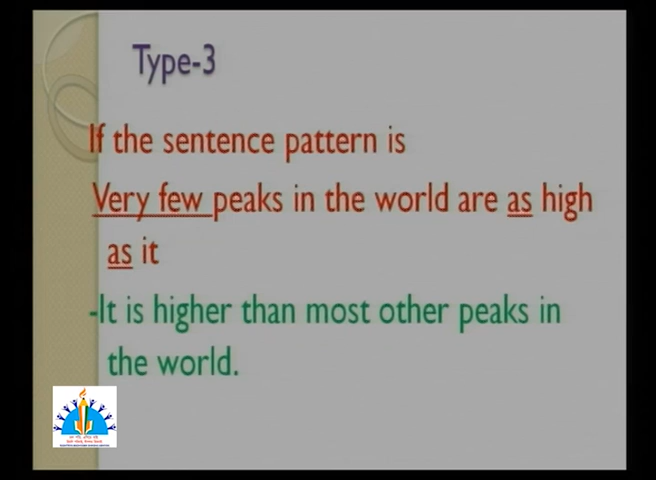 Type-3
If the sentence pattern is
Very few peaks in the world are as high
as it
-It is higher than most other peaks in
the world.